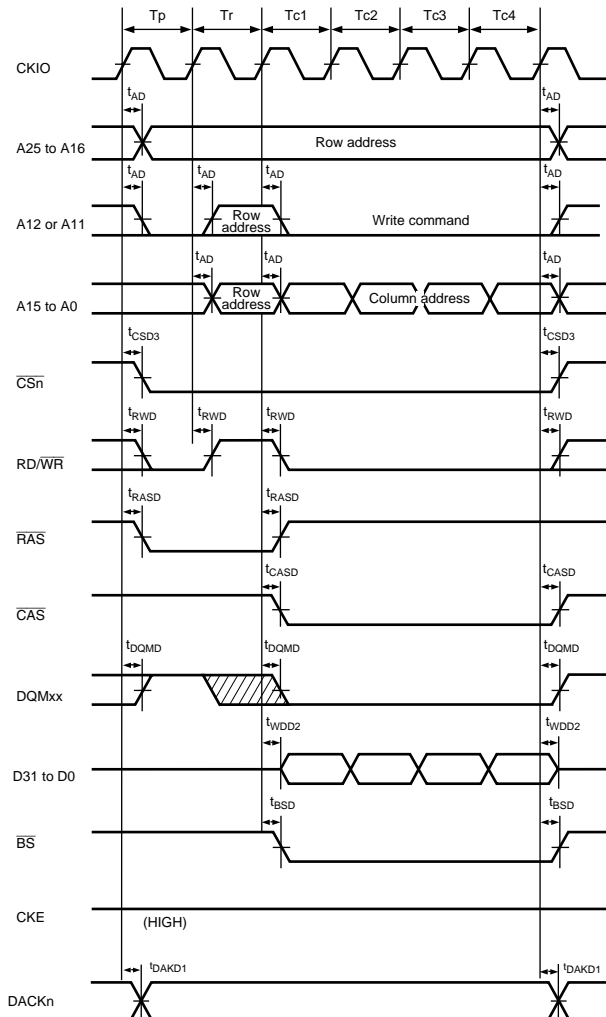 Tp Tr Tc1 Tc2 Tc3 Tc4
CKIO
tAD tAD
A25 to A16 Row address
tAD tAD tAD tAD
A12 or A11 Row address Write command
tAD tAD tAD
A15 to A0 Row address Column address
tCSD3 tCSD3
CSn
tRWD tRWD tRWD tRWD
RD/WR
tRASD tRASD
RAS
tCASD tCASD
CAS
tDQMD tDQMD tDQMD
DQMxx
tWDD2 tWDD2
D31 to D0
tBSD tBSD
BS
CKE
(HIGH)
tDAKD1 tDAKD1
DACKn